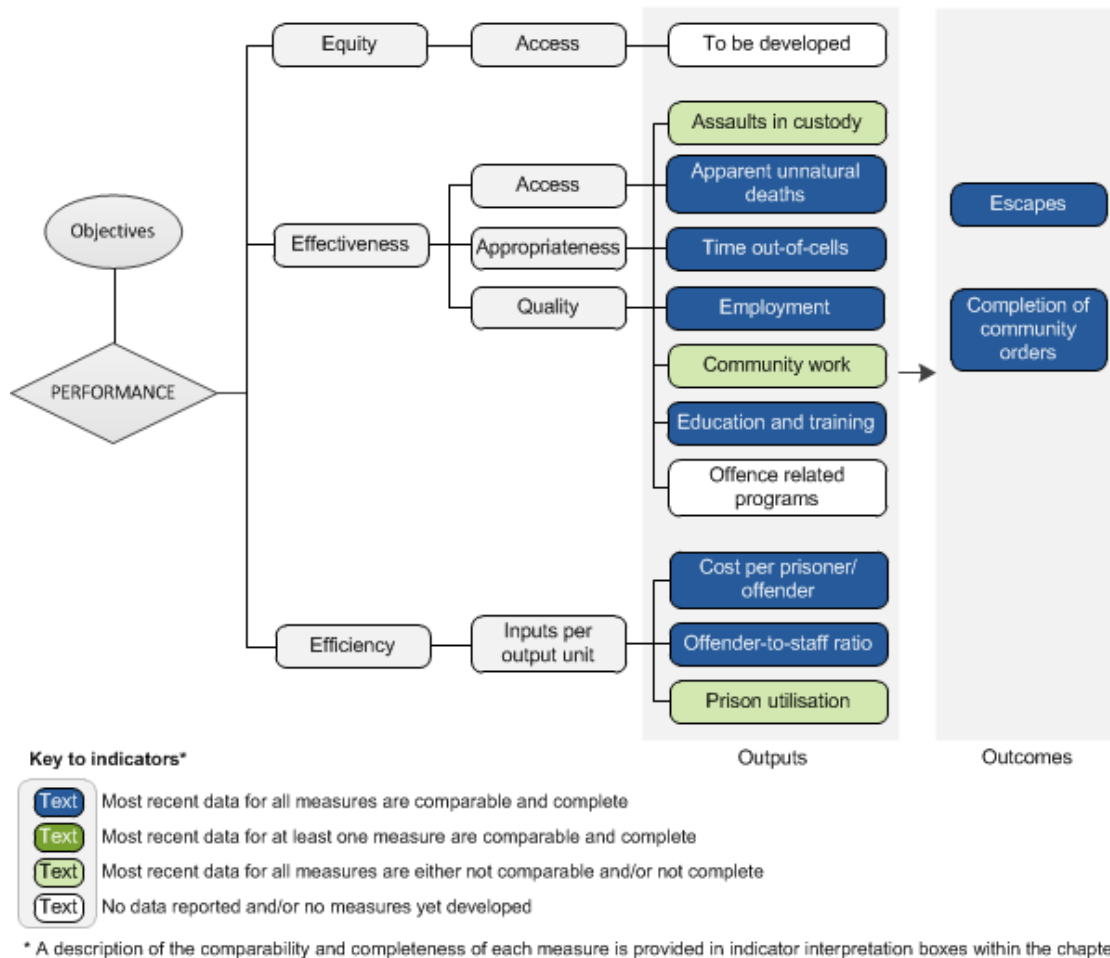 Equity
Access
To be developed
Assaults in custody
Access
Apparent unnatural
deaths
Escapes
Objectives
Effectiveness
Appropriateness
Time out-of-cells
Quality
Employment
Completion of
community
orders
PERFORMANCE
Community work
Education and training
Offence related
programs
Cost per prisoner/
offender
Efficiency
Inputs per
output unit
Offender-to-staff ratio
Prison utilisation
Outputs
Outcomes
Key to indicators*
Text Most recent data for all measures are comparable and complete
Text Most recent data for at least one measure are comparable and complete
Text Most recent data for all measures are either not comparable and/or not complete
Text No data reported and/or no measures yet developed
* A description of the comparability and completeness of each measure is provided in indicator interpretation boxes within the chapte